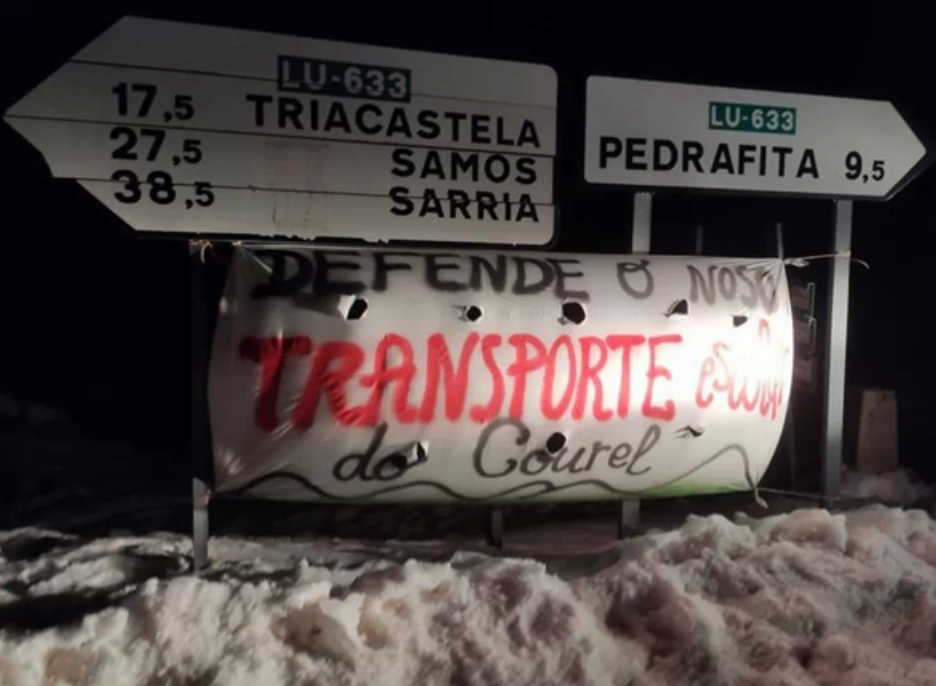 LU-633
17,5 TRIACASTELA
27,5 SAMOS
38,5 SARRIA
LU-633
PEDRAFITA 9,5
DEFENDE O NOSO
TRANSPORTE escolar
do Courel